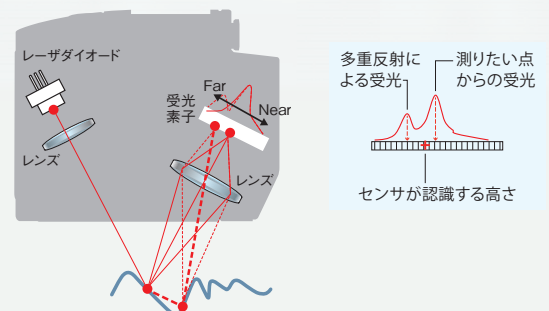 レーザダイオード
レンズ
受光
素子
Far
Near
レンズ
多重反射に
よる受光
測りたい点
からの受光
センサが認識する高さ